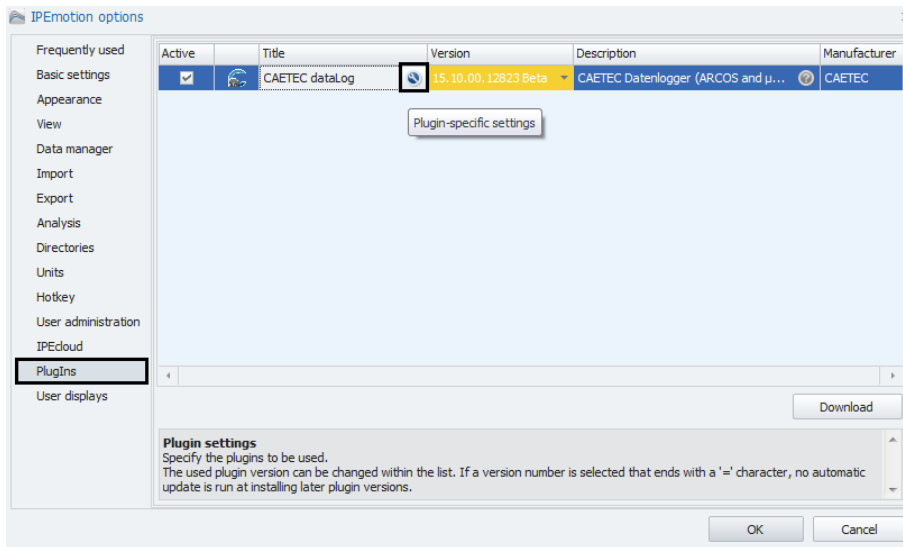 IPEmotion options
Frequently used
Basic settings
Appearance
View
Data manager
Import
Export
Analysis
Directories
Units
Hotkey
User administration
IPEcloud
PlugIns
User displays
Active Title Version Description Manufacturer
CAETEC dataLog 15.10.00.12823 Beta CAETEC Datenlogger (ARCOS and µ... CAETEC
Plugin-specific settings
Download
Plugin settings
Specify the plugins to be used.
The used plugin version can be changed within the list. If a version number is selected that ends with a '=' character, no automatic
update is run at installing later plugin versions.
OK Cancel